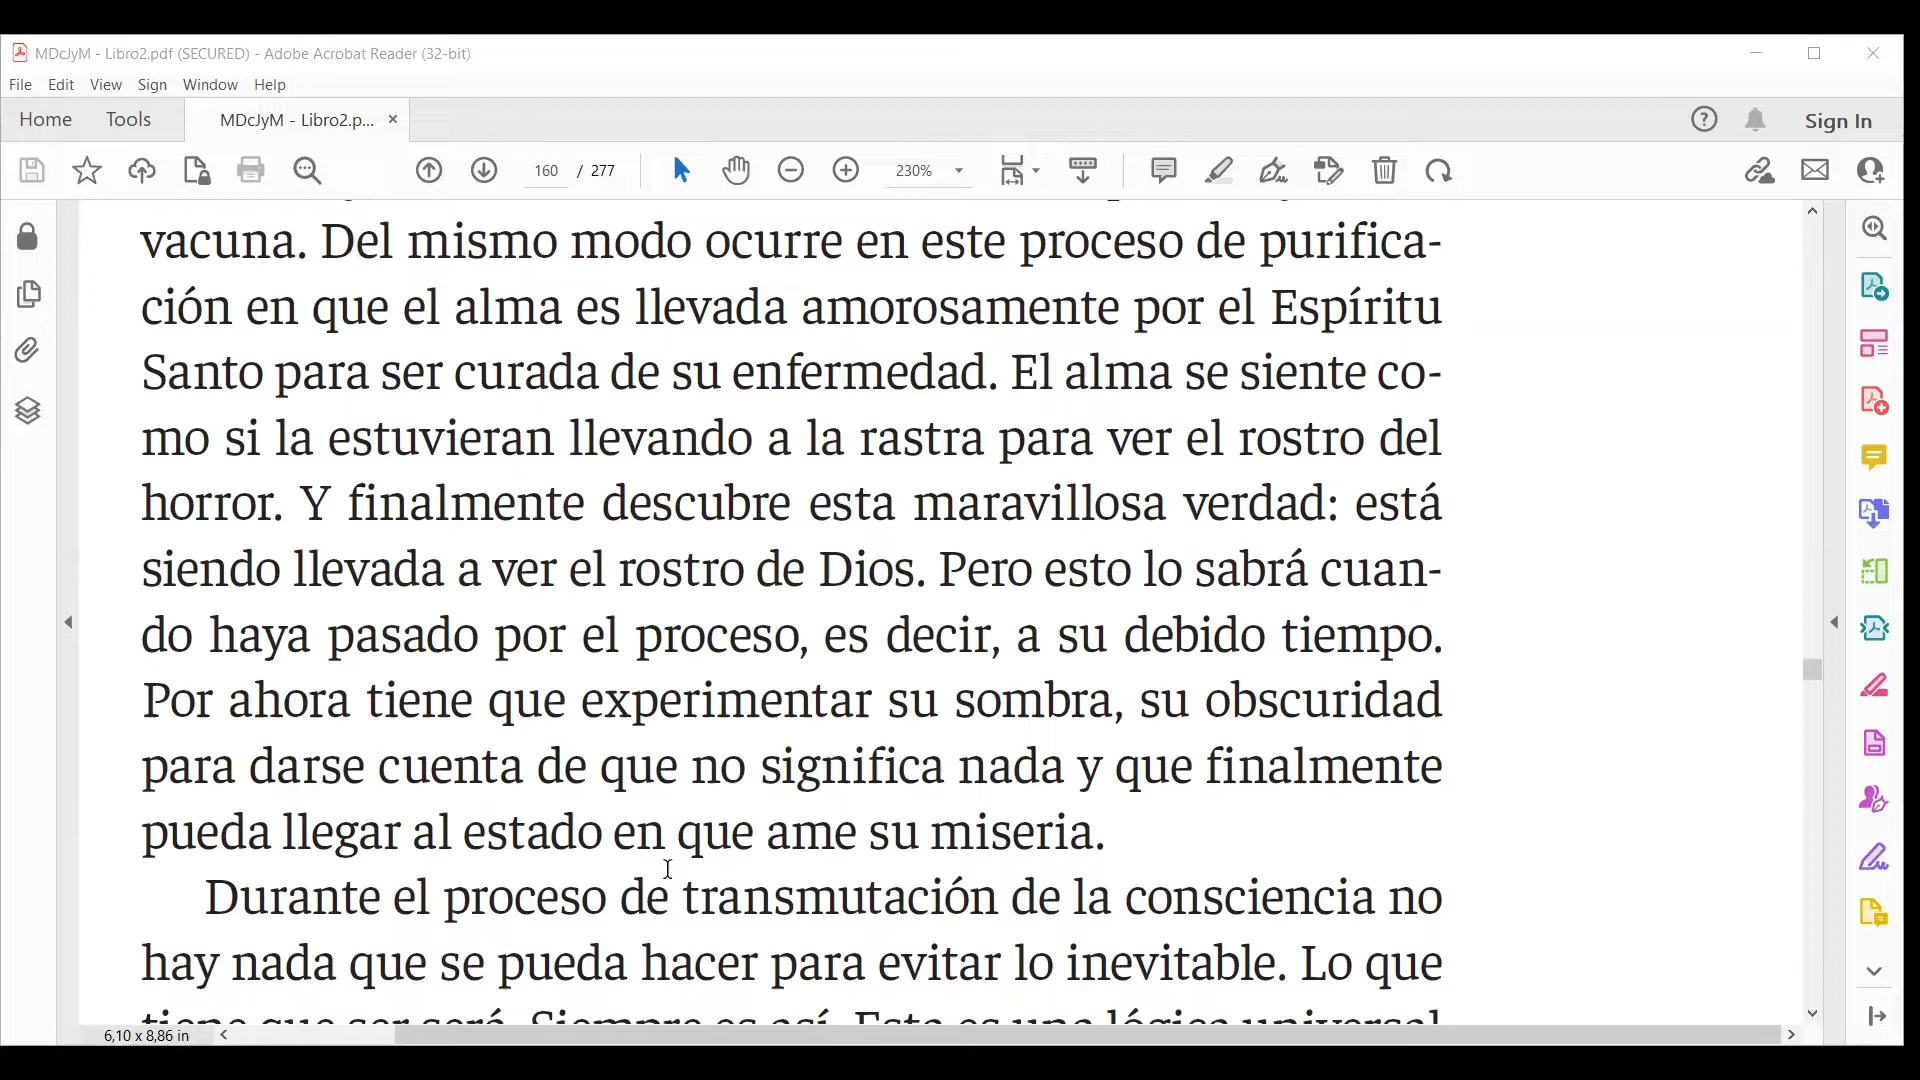 MDcJyM - Libro2.pdf (SECURED) - Adobe Acrobat Reader (32-bit)
File Edit View Sign Window Help
Home Tools MDcJyM - Libro2.p... × Sign In
160 / 277 230%
vacuna. Del mismo modo ocurre en este proceso de purifica-
ción en que el alma es llevada amorosamente por el Espíritu
Santo para ser curada de su enfermedad. El alma se siente co-
mo si la estuvieran llevando a la rastra para ver el rostro del
horror. Y finalmente descubre esta maravillosa verdad: está
siendo llevada a ver el rostro de Dios. Pero esto lo sabrá cuan-
do haya pasado por el proceso, es decir, a su debido tiempo.
Por ahora tiene que experimentar su sombra, su obscuridad
para darse cuenta de que no significa nada y que finalmente
pueda llegar al estado en que ame su miseria.
Durante el proceso de transmutación de la consciencia no
hay nada que se pueda hacer para evitar lo inevitable. Lo que
tiene que ser será. Siempre es así. Esta es una lógica universal
6,10 x 8,86 in